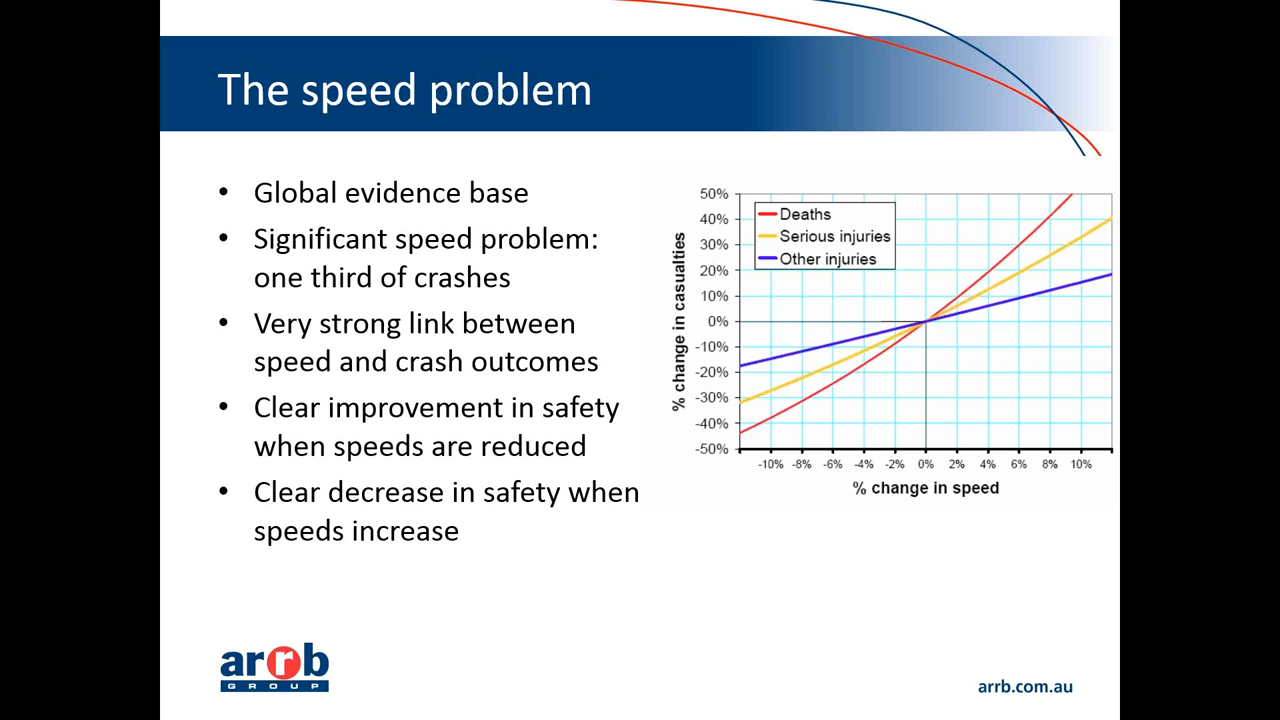 The speed problem
• Global evidence base
• Significant speed problem:
one third of crashes
• Very strong link between
speed and crash outcomes
• Clear improvement in safety
when speeds are reduced
• Clear decrease in safety when
speeds increase
% change in casualties
50%
40%
30%
20%
10%
0%
-10%
-20%
-30%
-40%
-50%
Deaths
Serious injuries
Other injuries
-10% -8% -6% -4% -2% 0% 2% 4% 6% 8% 10%
% change in speed
arrb
GROUP
arrb.com.au